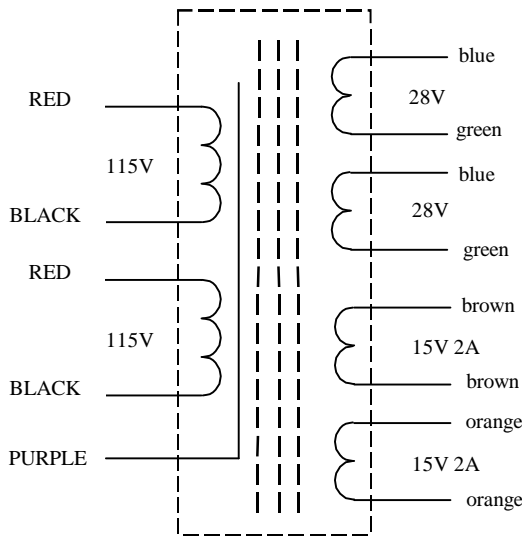 RED
115V
BLACK
RED
115V
BLACK
PURPLE
blue
28V
green
blue
28V
green
brown
15V 2A
brown
orange
15V 2A
orange